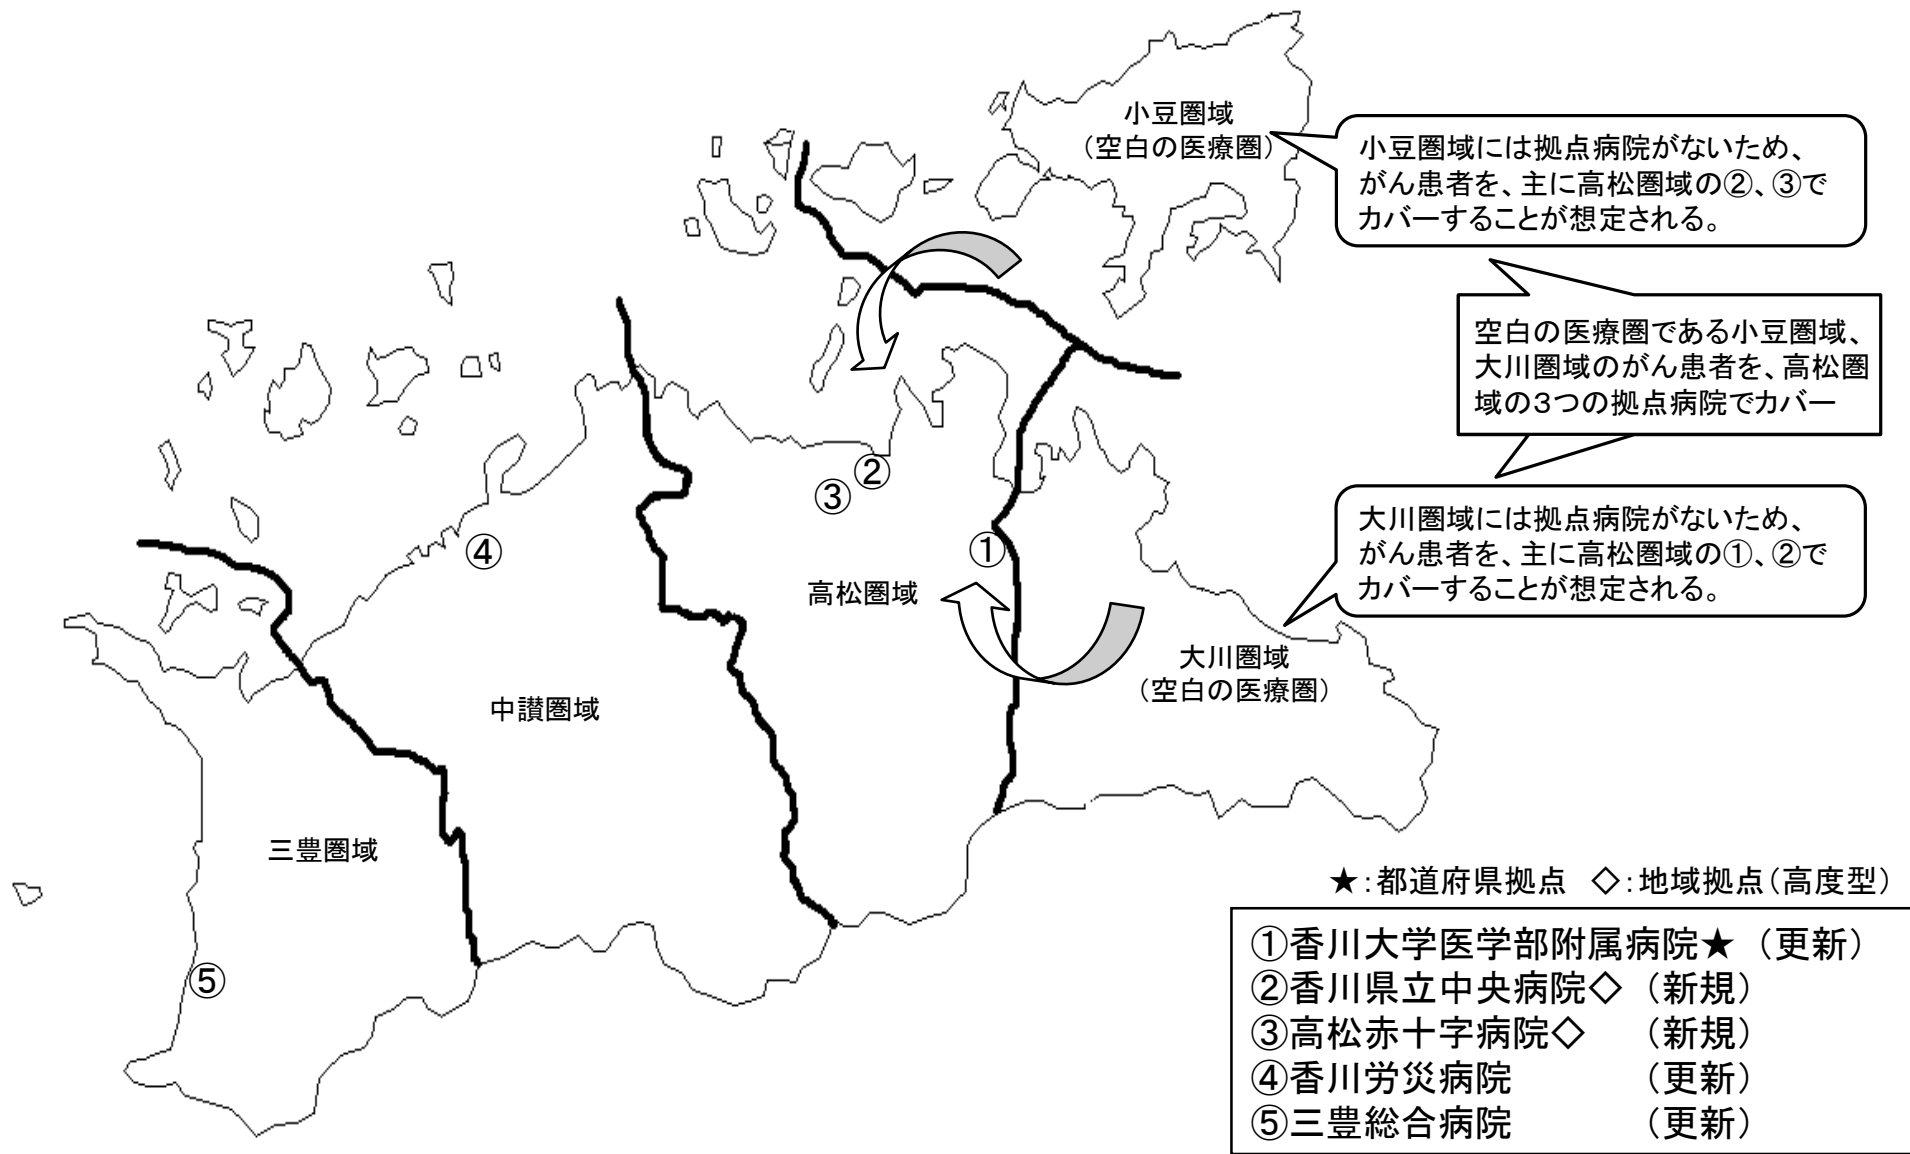 小豆圏域
（空白の医療圏）
小豆圏域には拠点病院がないため、
がん患者を、主に高松圏域の②、③で
カバーすることが想定される。
空白の医療圏である小豆圏域、
大川圏域のがん患者を、高松圏
域の3つの拠点病院でカバー
②
③
④
①
大川圏域には拠点病院がないため、
がん患者を、主に高松圏域の①、②で
カバーすることが想定される。
高松圏域
大川圏域
（空白の医療圏）
中讃圏域
三豊圏域
⑤
★：都道府県拠点　◇：地域拠点（高度型）
①香川大学医学部附属病院★（更新）
②香川県立中央病院◇（新規）
③高松赤十字病院◇　（新規）
④香川労災病院　　　（更新）
⑤三豊総合病院　　　（更新）